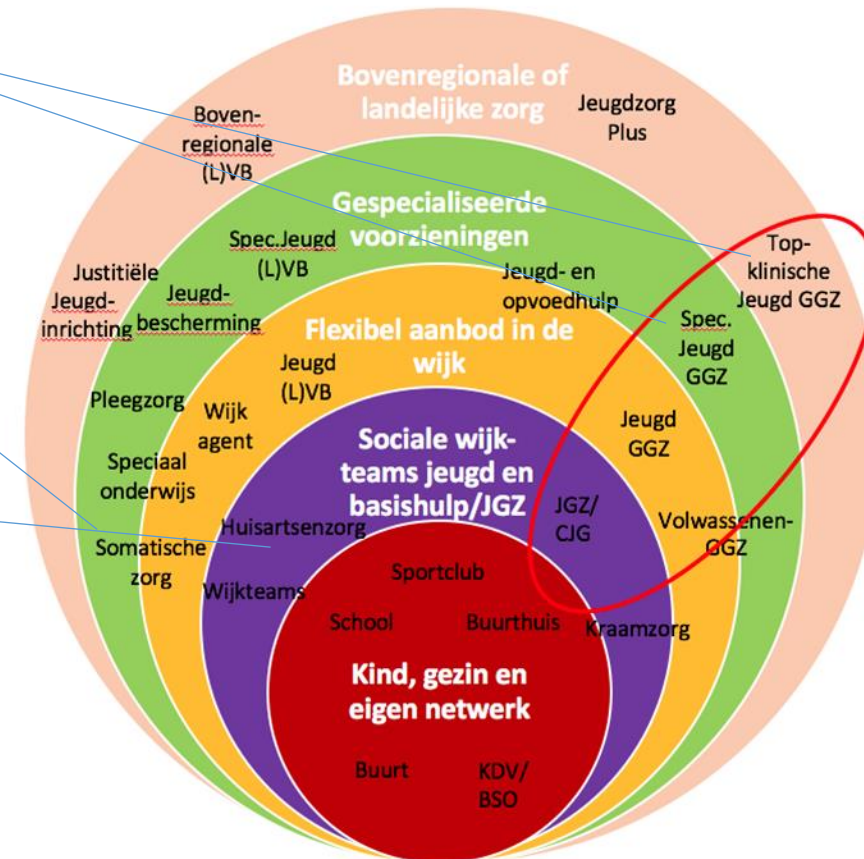 Bovenregionale of
landelijke zorg
Boven-
regionale
(L)VB
Jeugdzorg
Plus
Gespecialiseerde
voorzieningen
Spec.Jeugd
(L)VB
Jeugd- en
opvoedhulp
Top-
klinische
Jeugd GGZ
Justitiële
Jeugd-
inrichting
Jeugd-
bescherming
Spec.
Jeugd
GGZ
Flexibel aanbod in de
wijk
Jeugd
(L)VB
Pleegzorg
Wijk
agent
Jeugd
GGZ
Speciaal
onderwijs
Sociale wijk-
teams jeugd en
basishulp/JGZ
JGZ/
CJG
Huisartsenzorg
Volwassenen-
GGZ
Somatische
zorg
Wijkteams
Sportclub
School
Buurthuis
Kraamzorg
Kind, gezin en
eigen netwerk
Buurt
KDV/
BSO